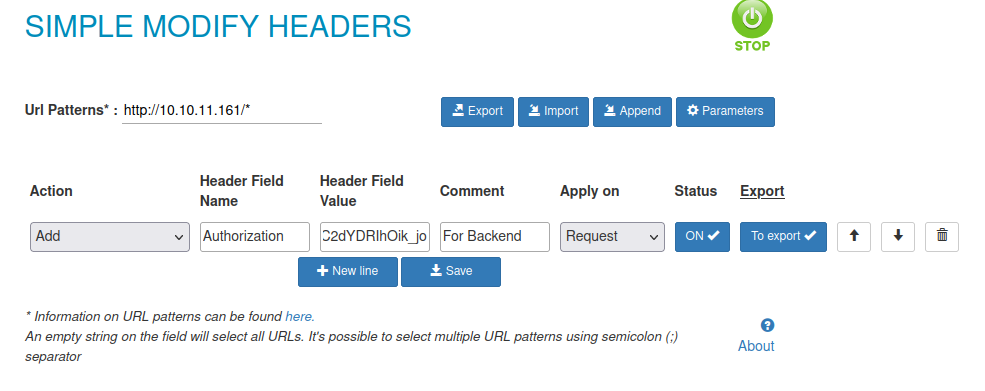 SIMPLE MODIFY HEADERS
STOP
Url Patterns* : http://10.10.11.161/*
Export Import Append Parameters
Action Header Field Name Header Field Value Comment Apply on Status Export
Add Authorization C2dYDRIhOik_jo For Backend Request ON To export
New line Save
* Information on URL patterns can be found here.
An empty string on the field will select all URLs. It's possible to select multiple URL patterns using semicolon (;)
separator
About